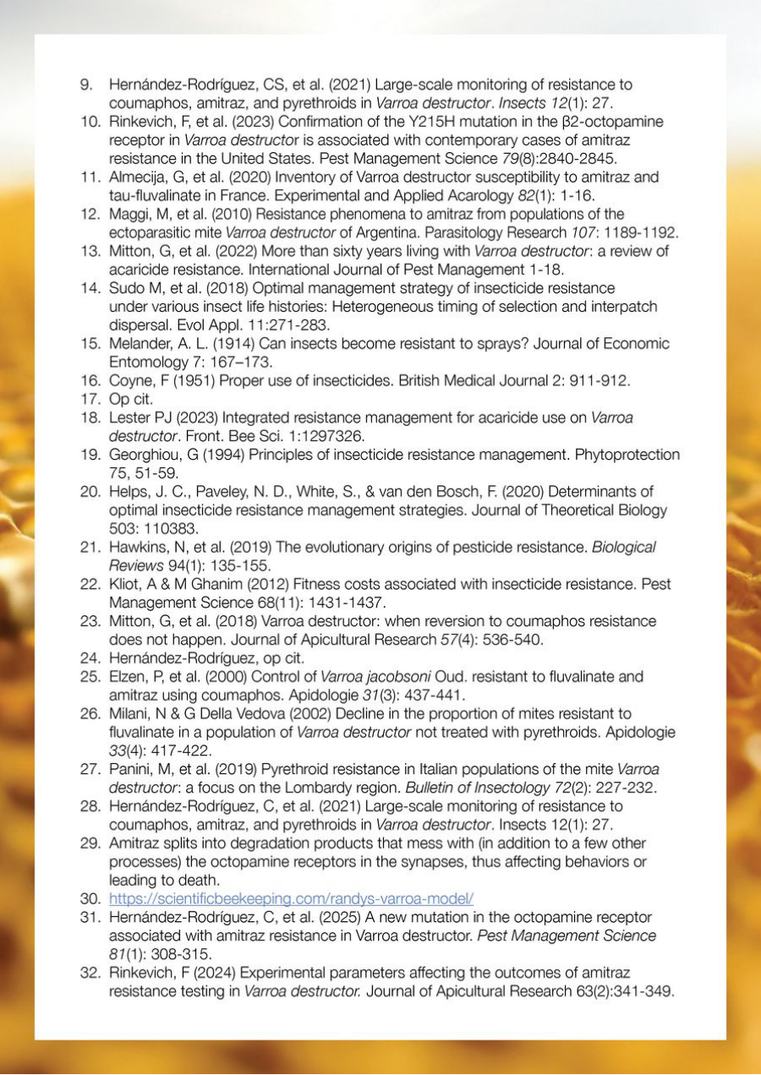 9. Hernández-Rodríguez, CS, et al. (2021) Large-scale monitoring of resistance to
coumaphos, amitraz, and pyrethroids in Varroa destructor. Insects 12(1): 27.
10. Rinkevich, F, et al. (2023) Confirmation of the Y215H mutation in the β2-octopamine
receptor in Varroa destructor is associated with contemporary cases of amitraz
resistance in the United States. Pest Management Science 79(8):2840-2845.
11. Almecija, G, et al. (2020) Inventory of Varroa destructor susceptibility to amitraz and
tau-fluvalinate in France. Experimental and Applied Acarology 82(1): 1-16.
12. Maggi, M, et al. (2010) Resistance phenomena to amitraz from populations of the
ectoparasitic mite Varroa destructor of Argentina. Parasitology Research 107: 1189-1192.
13. Mitton, G, et al. (2022) More than sixty years living with Varroa destructor: a review of
acaricide resistance. International Journal of Pest Management 1-18.
14. Sudo M, et al. (2018) Optimal management strategy of insecticide resistance
under various insect life histories: Heterogeneous timing of selection and interpatch
dispersal. Evol Appl. 11:271-283.
15. Melander, A. L. (1914) Can insects become resistant to sprays? Journal of Economic
Entomology 7: 167–173.
16. Coyne, F (1951) Proper use of insecticides. British Medical Journal 2: 911-912.
17. Op cit.
18. Lester PJ (2023) Integrated resistance management for acaricide use on Varroa
destructor. Front. Bee Sci. 1:1297326.
19. Georghiou, G (1994) Principles of insecticide resistance management. Phytoprotection
75, 51-59.
20. Helps, J. C., Paveley, N. D., White, S., & van den Bosch, F. (2020) Determinants of
optimal insecticide resistance management strategies. Journal of Theoretical Biology
503: 110383.
21. Hawkins, N, et al. (2019) The evolutionary origins of pesticide resistance. Biological
Reviews 94(1): 135-155.
22. Kliot, A & M Ghanim (2012) Fitness costs associated with insecticide resistance. Pest
Management Science 68(11): 1431-1437.
23. Mitton, G, et al. (2018) Varroa destructor: when reversion to coumaphos resistance
does not happen. Journal of Apicultural Research 57(4): 536-540.
24. Hernández-Rodríguez, op cit.
25. Elzen, P, et al. (2000) Control of Varroa jacobsoni Oud. resistant to fluvalinate and
amitraz using coumaphos. Apidologie 31(3): 437-441.
26. Milani, N & G Della Vedova (2002) Decline in the proportion of mites resistant to
fluvalinate in a population of Varroa destructor not treated with pyrethroids. Apidologie
33(4): 417-422.
27. Panini, M, et al. (2019) Pyrethroid resistance in Italian populations of the mite Varroa
destructor: a focus on the Lombardy region. Bulletin of Insectology 72(2): 227-232.
28. Hernández-Rodríguez, C, et al. (2021) Large-scale monitoring of resistance to
coumaphos, amitraz, and pyrethroids in Varroa destructor. Insects 12(1): 27.
29. Amitraz splits into degradation products that mess with (in addition to a few other
processes) the octopamine receptors in the synapses, thus affecting behaviors or
leading to death.
30. https://scientificbeekeeping.com/randys-varroa-model/
31. Hernández-Rodríguez, C, et al. (2025) A new mutation in the octopamine receptor
associated with amitraz resistance in Varroa destructor. Pest Management Science
81(1): 308-315.
32. Rinkevich, F (2024) Experimental parameters affecting the outcomes of amitraz
resistance testing in Varroa destructor. Journal of Apicultural Research 63(2):341-349.